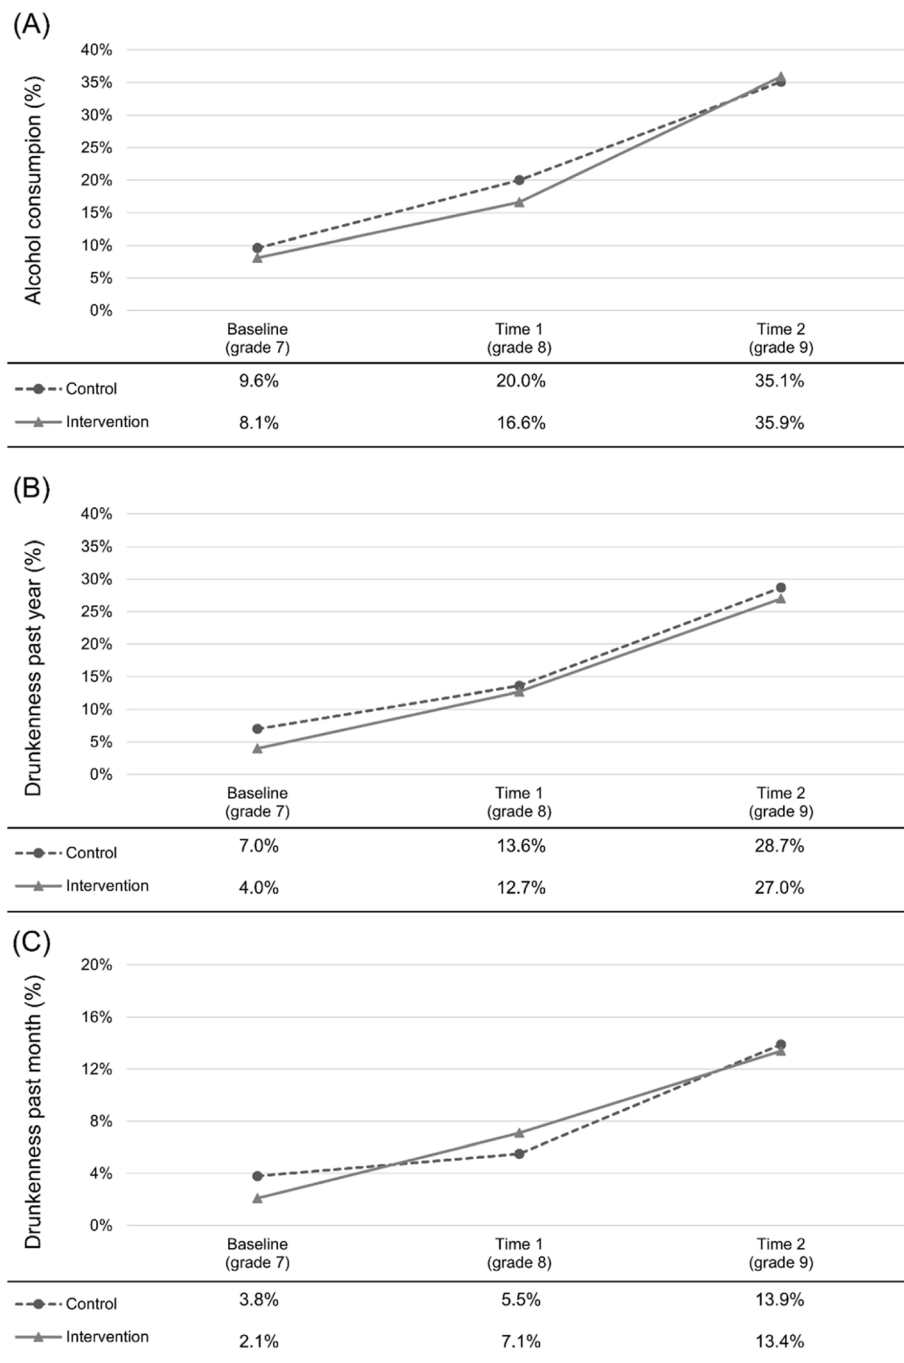 (A)
Alcohol consumpion (%)
40%
35%
30%
25%
20%
15%
10%
5%
0%
Baseline
(grade 7)
Time 1
(grade 8)
Time 2
(grade 9)
Control 9.6% 20.0% 35.1%
Intervention 8.1% 16.6% 35.9%
(B)
Drunkenness past year (%)
40%
35%
30%
25%
20%
15%
10%
5%
0%
Baseline
(grade 7)
Time 1
(grade 8)
Time 2
(grade 9)
Control 7.0% 13.6% 28.7%
Intervention 4.0% 12.7% 27.0%
(C)
Drunkenness past month (%)
20%
16%
12%
8%
4%
0%
Baseline
(grade 7)
Time 1
(grade 8)
Time 2
(grade 9)
Control 3.8% 5.5% 13.9%
Intervention 2.1% 7.1% 13.4%